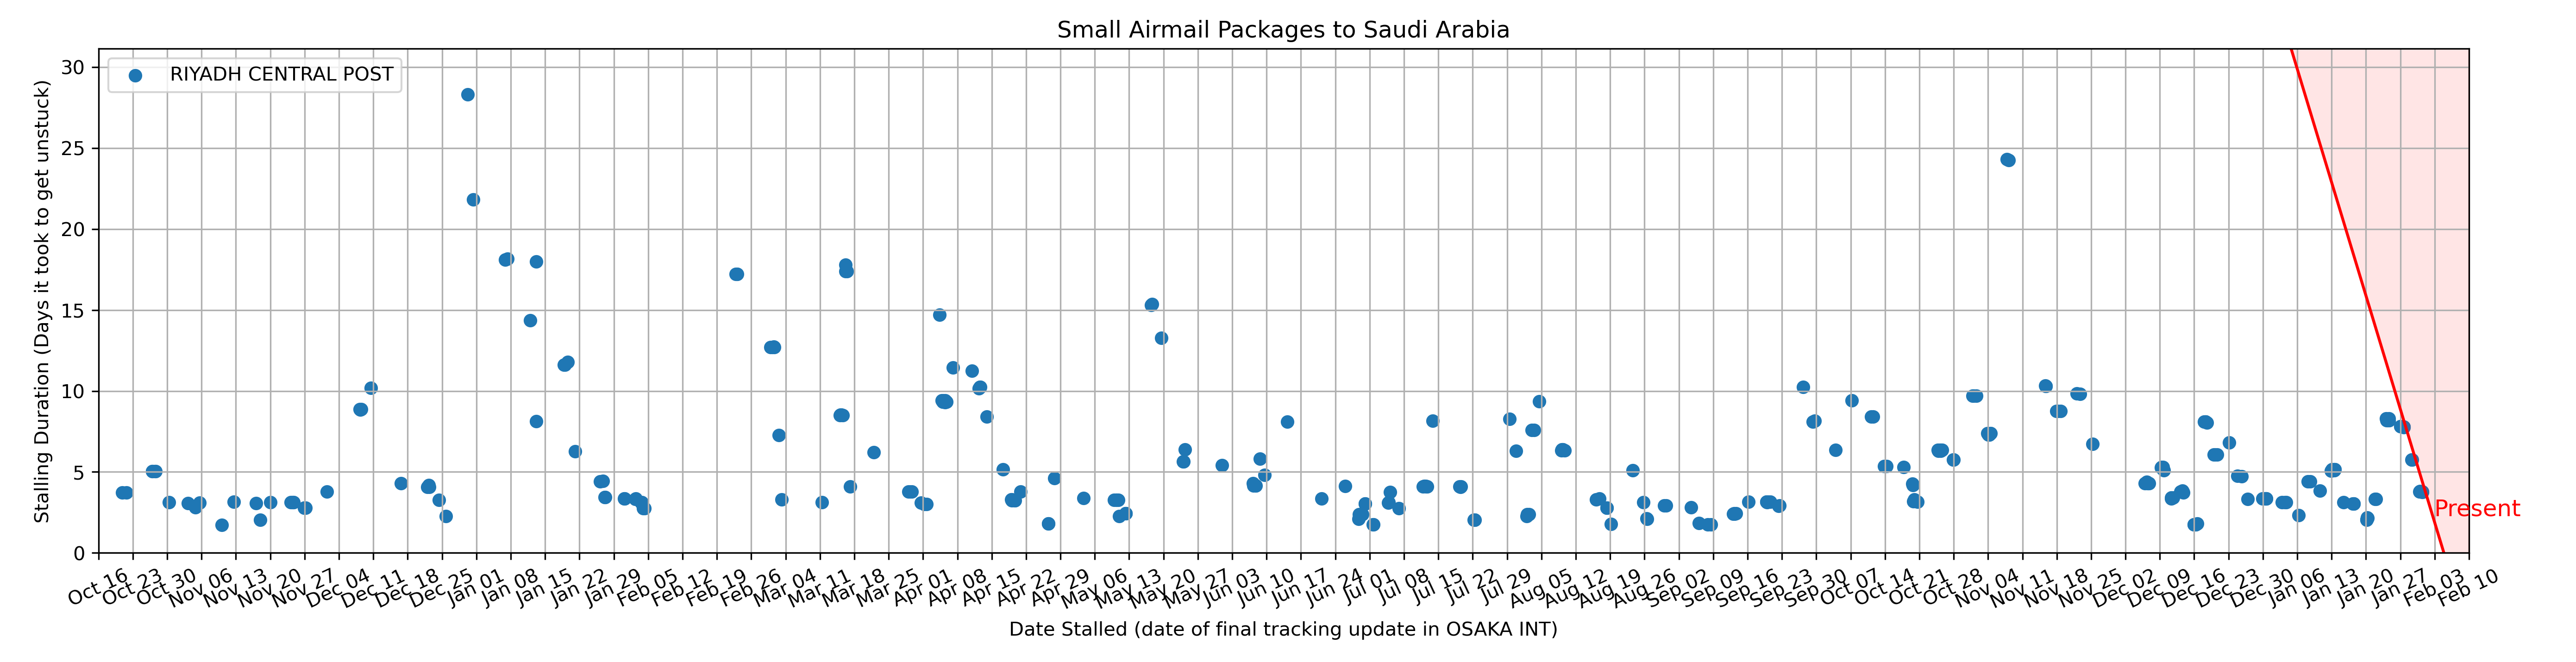 Small Airmail Packages to Saudi Arabia
RIYADH CENTRAL POST
Stalling Duration (Days it took to get unstuck)
30
25
20
15
10
5
0
Present
Oct 16 Oct 23 Oct 30 Nov 06 Nov 13 Nov 20 Nov 27 Dec 04 Dec 11 Dec 18 Dec 25 Jan 01 Jan 08 Jan 15 Jan 22 Jan 29 Feb 05 Feb 12 Feb 19 Feb 26 Mar 04 Mar 11 Mar 18 Mar 25 Apr 01 Apr 08 Apr 15 Apr 22 Apr 29 May 06 May 13 May 20 May 27 Jun 03 Jun 10 Jun 17 Jun 24 Jul 01 Jul 08 Jul 15 Jul 22 Jul 29 Aug 05 Aug 12 Aug 19 Aug 26 Sep 02 Sep 09 Sep 16 Sep 23 Sep 30 Oct 07 Oct 14 Oct 21 Oct 28 Nov 04 Nov 11 Nov 18 Nov 25 Dec 02 Dec 09 Dec 16 Dec 23 Dec 30 Jan 06 Jan 13 Jan 20 Jan 27 Feb 03 Feb 10
Date Stalled (date of final tracking update in OSAKA INT)